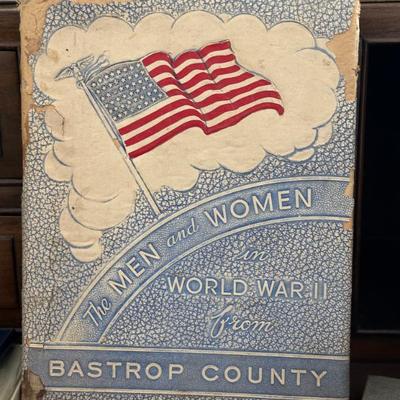 The MEN and WOMEN
in
WORLD WAR II
from
BASTROP COUNTY